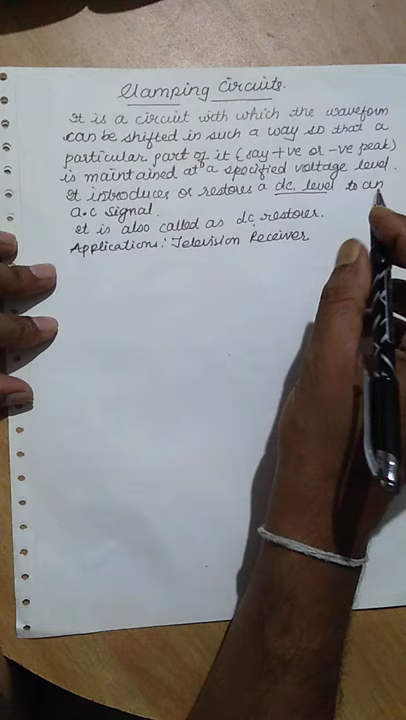 Clamping Circuits.
It is a circuit with which the waveform
can be shifted in such a way so that a
particular part of it (say +ve or -ve peak)
is maintained at a specified voltage level.
It introduces or restores a dc level to an
a.c signal.
It is also called as dc restorer.
Applications: Television Receiver